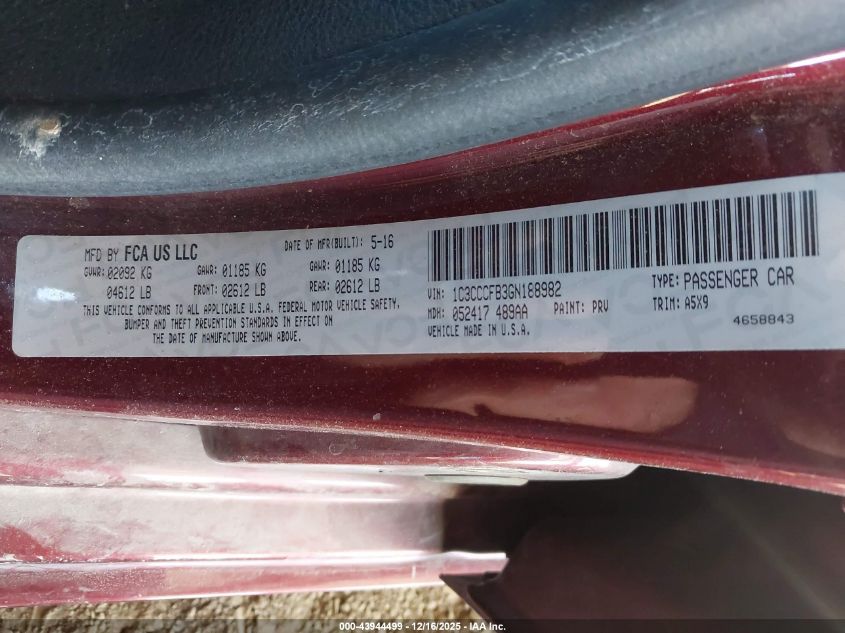 MFD BY FCA US LLC DATE OF MFR(BUILT): 5-16
GVWR: 02092 KG GAWR: 01185 KG GAWR: 01185 KG
04612 LB FRONT: 02612 LB REAR: 02612 LB
THIS VEHICLE CONFORMS TO ALL APPLICABLE U.S.A. FEDERAL MOTOR VEHICLE SAFETY,
BUMPER AND THEFT PREVENTION STANDARDS IN EFFECT ON
THE DATE OF MANUFACTURE SHOWN ABOVE.
VIN: 1C3CCCFB3GN188982 TYPE: PASSENGER CAR
MDH: 052417 489AA PAINT: PRV TRIM: A5X9
VEHICLE MADE IN U.S.A. 4658843
000-43944499 - 12/16/2025 - IAA Inc.